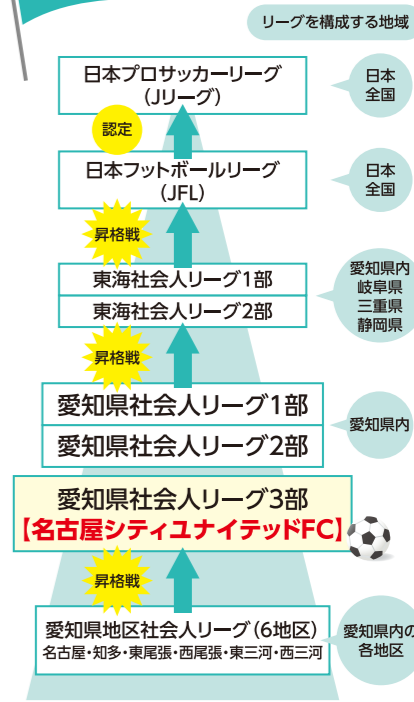 リーグを構成する地域
日本プロサッカーリーグ
(Jリーグ)
日本
全国
認定
日本フットボールリーグ
(JFL)
日本
全国
昇格戦
東海社会人リーグ1部
東海社会人リーグ2部
愛知県内
岐阜県
三重県
静岡県
昇格戦
愛知県社会人リーグ1部
愛知県社会人リーグ2部
愛知県内
愛知県社会人リーグ3部
【名古屋シティユナイテッドFC】
昇格戦
愛知県地区社会人リーグ(6地区)
名古屋・知多・東尾張・西尾張・東三河・西三河
愛知県内の
各地区